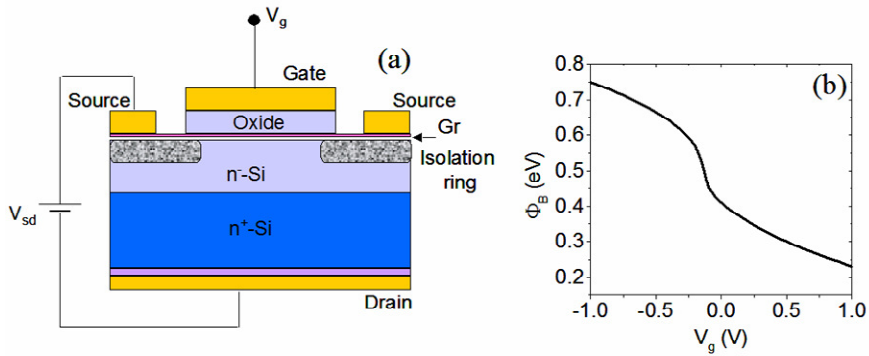 V_g
(a)
Gate
Source
Source
Oxide
Gr
Isolation
ring
n⁻-Si
V_sd
n⁺-Si
Drain
(b)
Φ_B (eV)
0.8
0.7
0.6
0.5
0.4
0.3
0.2
-1.0 -0.5 0.0 0.5 1.0
V_g (V)